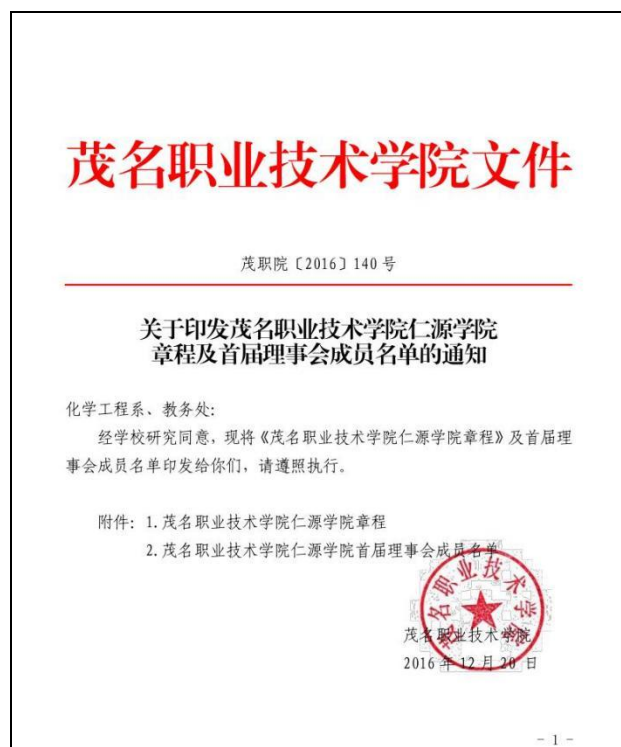 茂名职业技术学院文件
茂职院〔2016〕140号
关于印发茂名职业技术学院仁源学院
章程及首届理事会成员名单的通知
化学工程系、教务处：
经学校研究同意，现将《茂名职业技术学院仁源学院章程》及首届理
事会成员名单印发给你们，请遵照执行。
附件：1.茂名职业技术学院仁源学院章程
2.茂名职业技术学院仁源学院首届理事会成员名单
茂名职业技术学院
茂名职业技术学院
2016年12月20日
- 1 -